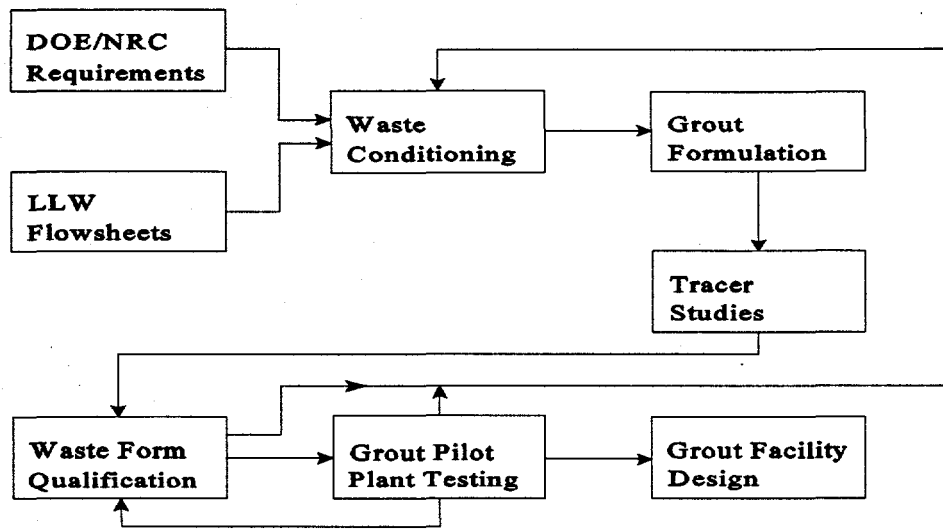 DOE/NRC
Requirements
Waste
Conditioning
Grout
Formulation
LLW
Flowsheets
Tracer
Studies
Waste Form
Qualification
Grout Pilot
Plant Testing
Grout Facility
Design